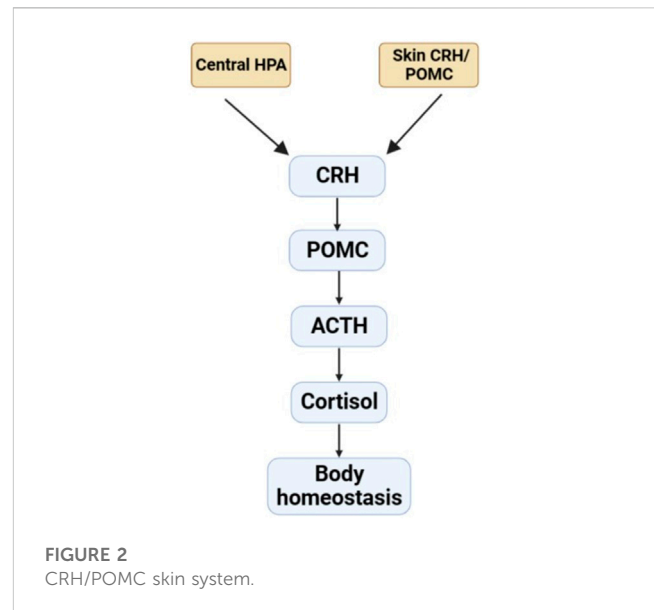 Central HPA
Skin CRH/
POMC
CRH
POMC
ACTH
Cortisol
Body
homeostasis
FIGURE 2
CRH/POMC skin system.